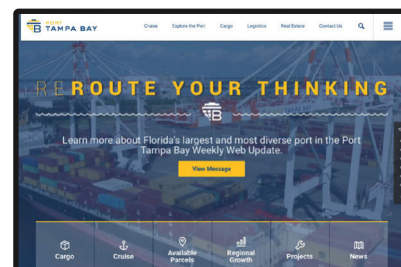 PORT
TAMPA BAY
Cruise Explore the Port Cargo Logistics Real Estate Contact Us
REROUTE YOUR THINKING
Learn more about Florida's largest and most diverse port in the Port
Tampa Bay Weekly Web Update.
View Message
Cargo Cruise Available Parcels Regional Growth Projects News